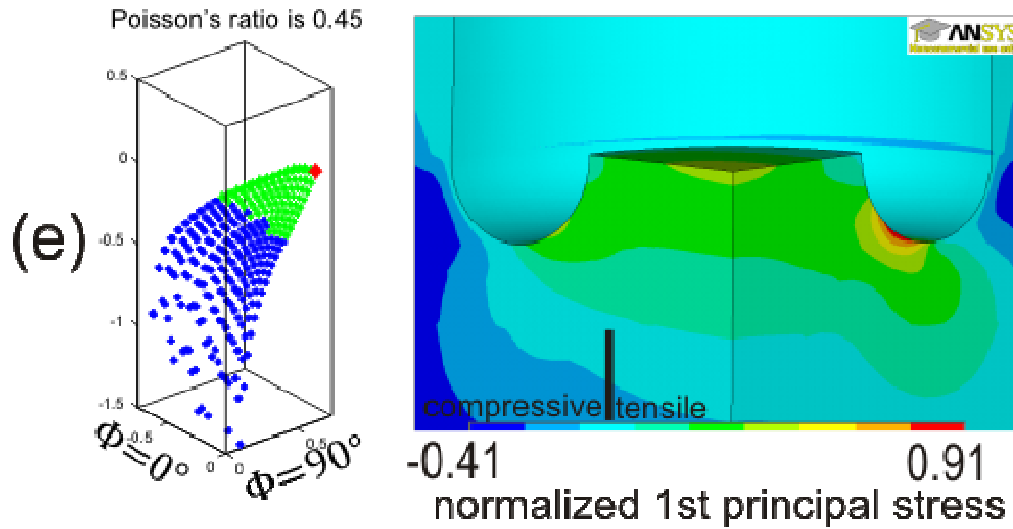 Poisson's ratio is 0.45
ANSYS
(e)
0.5
0
-0.5
-1
-1.5
-0.5
0
0
0.5
Φ=0°
Φ=90°
compressive tensile
-0.41
0.91
normalized 1st principal stress